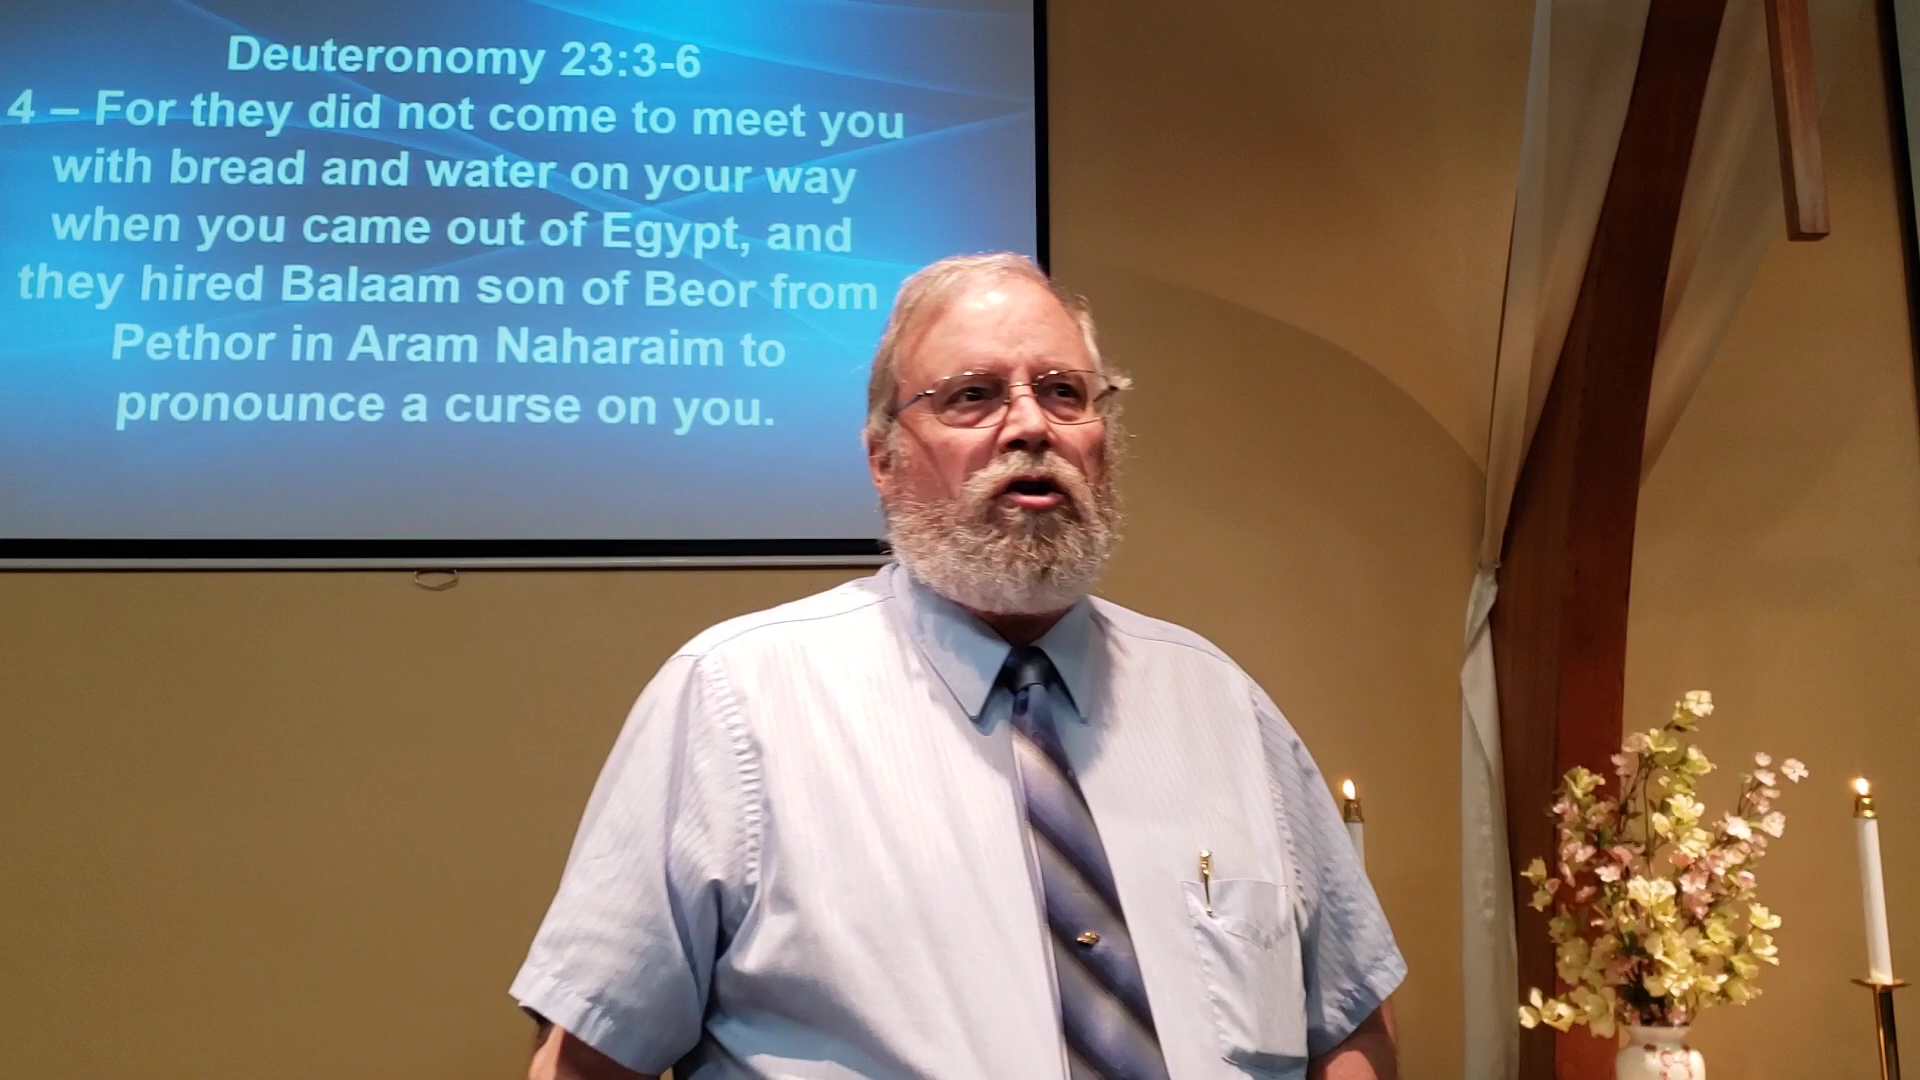 Deuteronomy 23:3-6
4 – For they did not come to meet you
with bread and water on your way
when you came out of Egypt, and
they hired Balaam son of Beor from
Pethor in Aram Naharaim to
pronounce a curse on you.